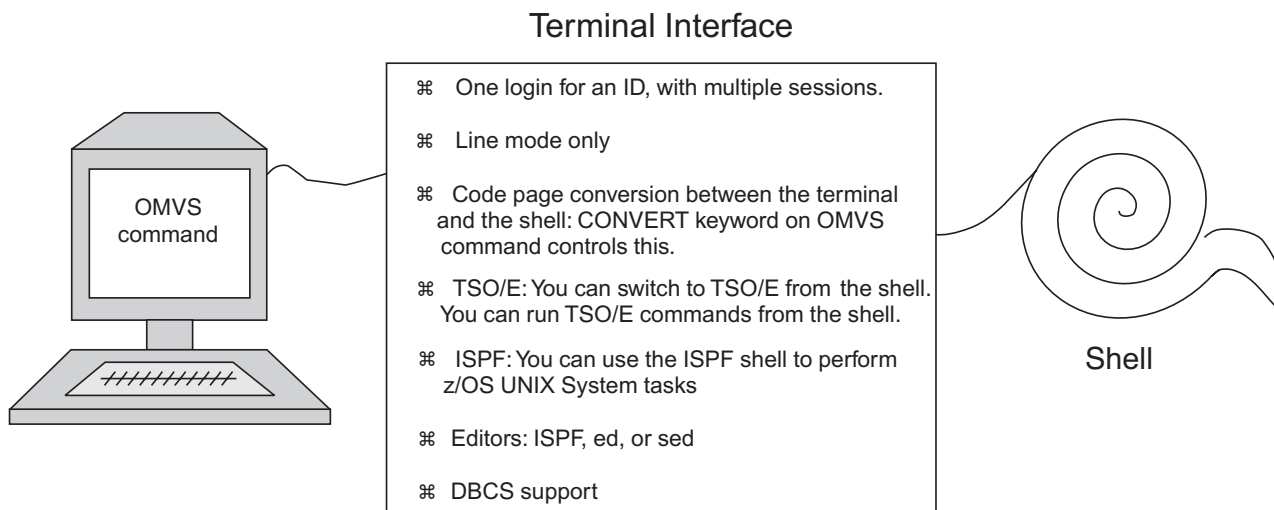 Terminal Interface
OMVS
command
⌘ One login for an ID, with multiple sessions.
⌘ Line mode only
⌘ Code page conversion between the terminal
and the shell: CONVERT keyword on OMVS
command controls this.
⌘ TSO/E: You can switch to TSO/E from the shell.
You can run TSO/E commands from the shell.
⌘ ISPF: You can use the ISPF shell to perform
z/OS UNIX System tasks
⌘ Editors: ISPF, ed, or sed
⌘ DBCS support
Shell